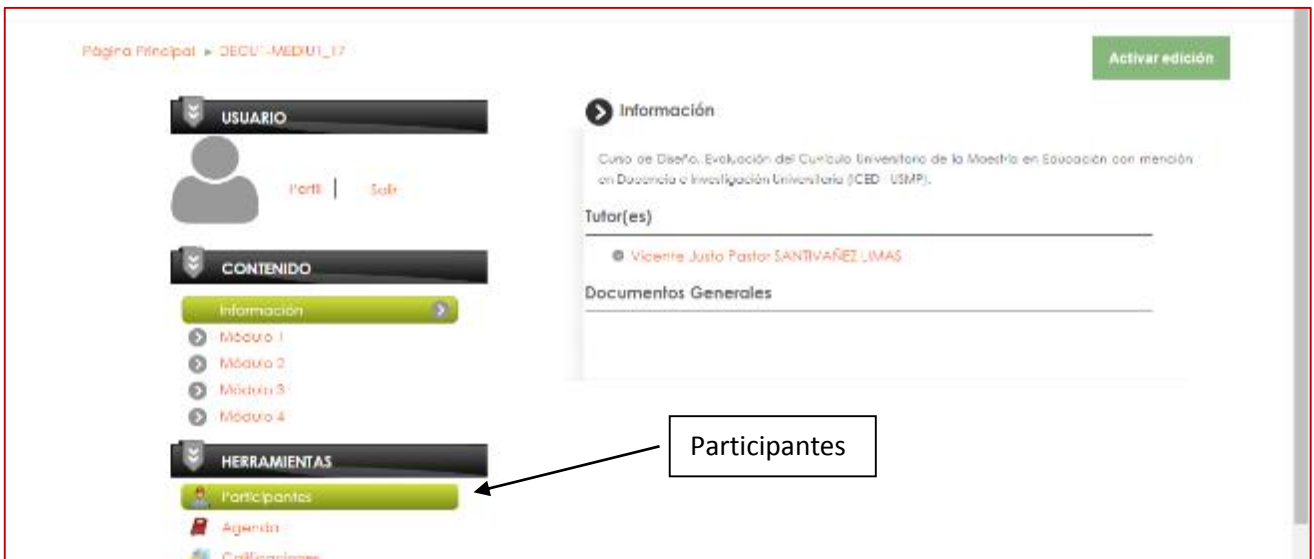 Página Principal ▸ DECU1-MEDIU1_17
Activar edición
USUARIO
Perfil
Salir
CONTENIDO
Información
Módulo 1
Módulo 2
Módulo 3
Módulo 4
HERRAMIENTAS
Participantes
Agenda
Calificaciones
Información
Curso de Diseño, Evaluación del Currículo Universitario de la Maestría en Educación con mención
en Docencia e Investigación Universitaria (ICED - USMP).
Tutor(es)
Vicente Justo Pastor SANTIVAÑEZ LIMAS
Documentos Generales
Participantes